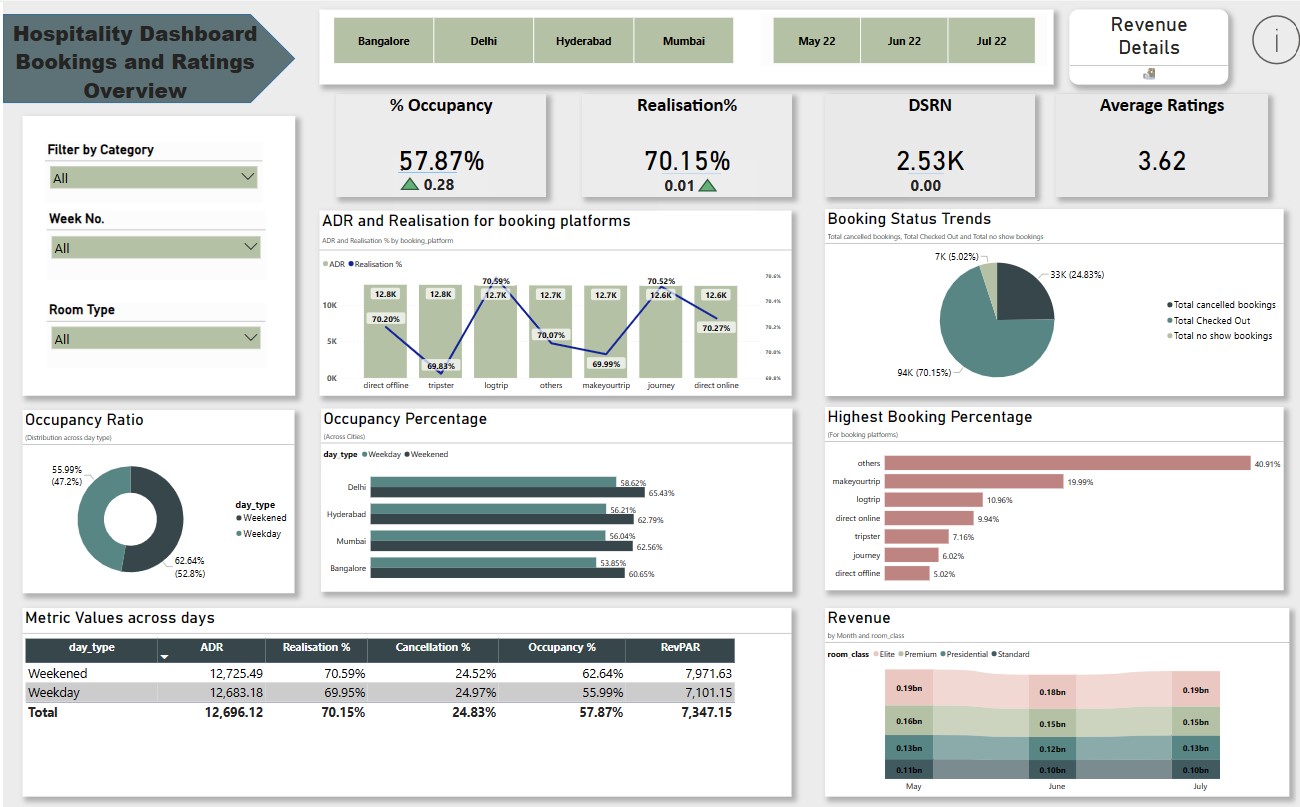 Hospitality Dashboard
Bookings and Ratings
Overview
Bangalore
Delhi
Hyderabad
Mumbai
May 22
Jun 22
Jul 22
Revenue
Details
i
Filter by Category
All
Week No.
All
Room Type
All
% Occupancy
57.87%
0.28
Realisation%
70.15%
0.01
DSRN
2.53K
0.00
Average Ratings
3.62
ADR and Realisation for booking platforms
ADR and Realisation % by booking_platform
ADR Realisation %
10K
5K
0K
12.8K
12.8K
12.7K
12.7K
12.7K
12.6K
12.6K
70.20%
69.83%
70.59%
70.07%
69.99%
70.52%
70.27%
70.6%
70.4%
70.2%
70.0%
69.8%
direct offline
tripster
logtrip
others
makeyourtrip
journey
direct online
Booking Status Trends
Total cancelled bookings, Total Checked Out and Total no show bookings
7K (5.02%)
33K (24.83%)
94K (70.15%)
Total cancelled bookings
Total Checked Out
Total no show bookings
Occupancy Ratio
(Distribution across day type)
55.99%
(47.2%)
62.64%
(52.8%)
day_type
Weekened
Weekday
Occupancy Percentage
(Across Cities)
day_type Weekday Weekened
Delhi
58.62%
65.43%
Hyderabad
56.21%
62.79%
Mumbai
56.04%
62.56%
Bangalore
53.85%
60.65%
Highest Booking Percentage
(For booking platforms)
others 40.91%
makeyourtrip 19.99%
logtrip 10.96%
direct online 9.94%
tripster 7.16%
journey 6.02%
direct offline 5.02%
Metric Values across days
day_type ADR Realisation % Cancellation % Occupancy % RevPAR
Weekened 12,725.49 70.59% 24.52% 62.64% 7,971.63
Weekday 12,683.18 69.95% 24.97% 55.99% 7,101.15
Total 12,696.12 70.15% 24.83% 57.87% 7,347.15
Revenue
by Month and room_class
room_class Elite Premium Presidential Standard
0.19bn 0.18bn 0.19bn
0.16bn 0.15bn 0.15bn
0.13bn 0.12bn 0.13bn
0.11bn 0.10bn 0.10bn
May June July